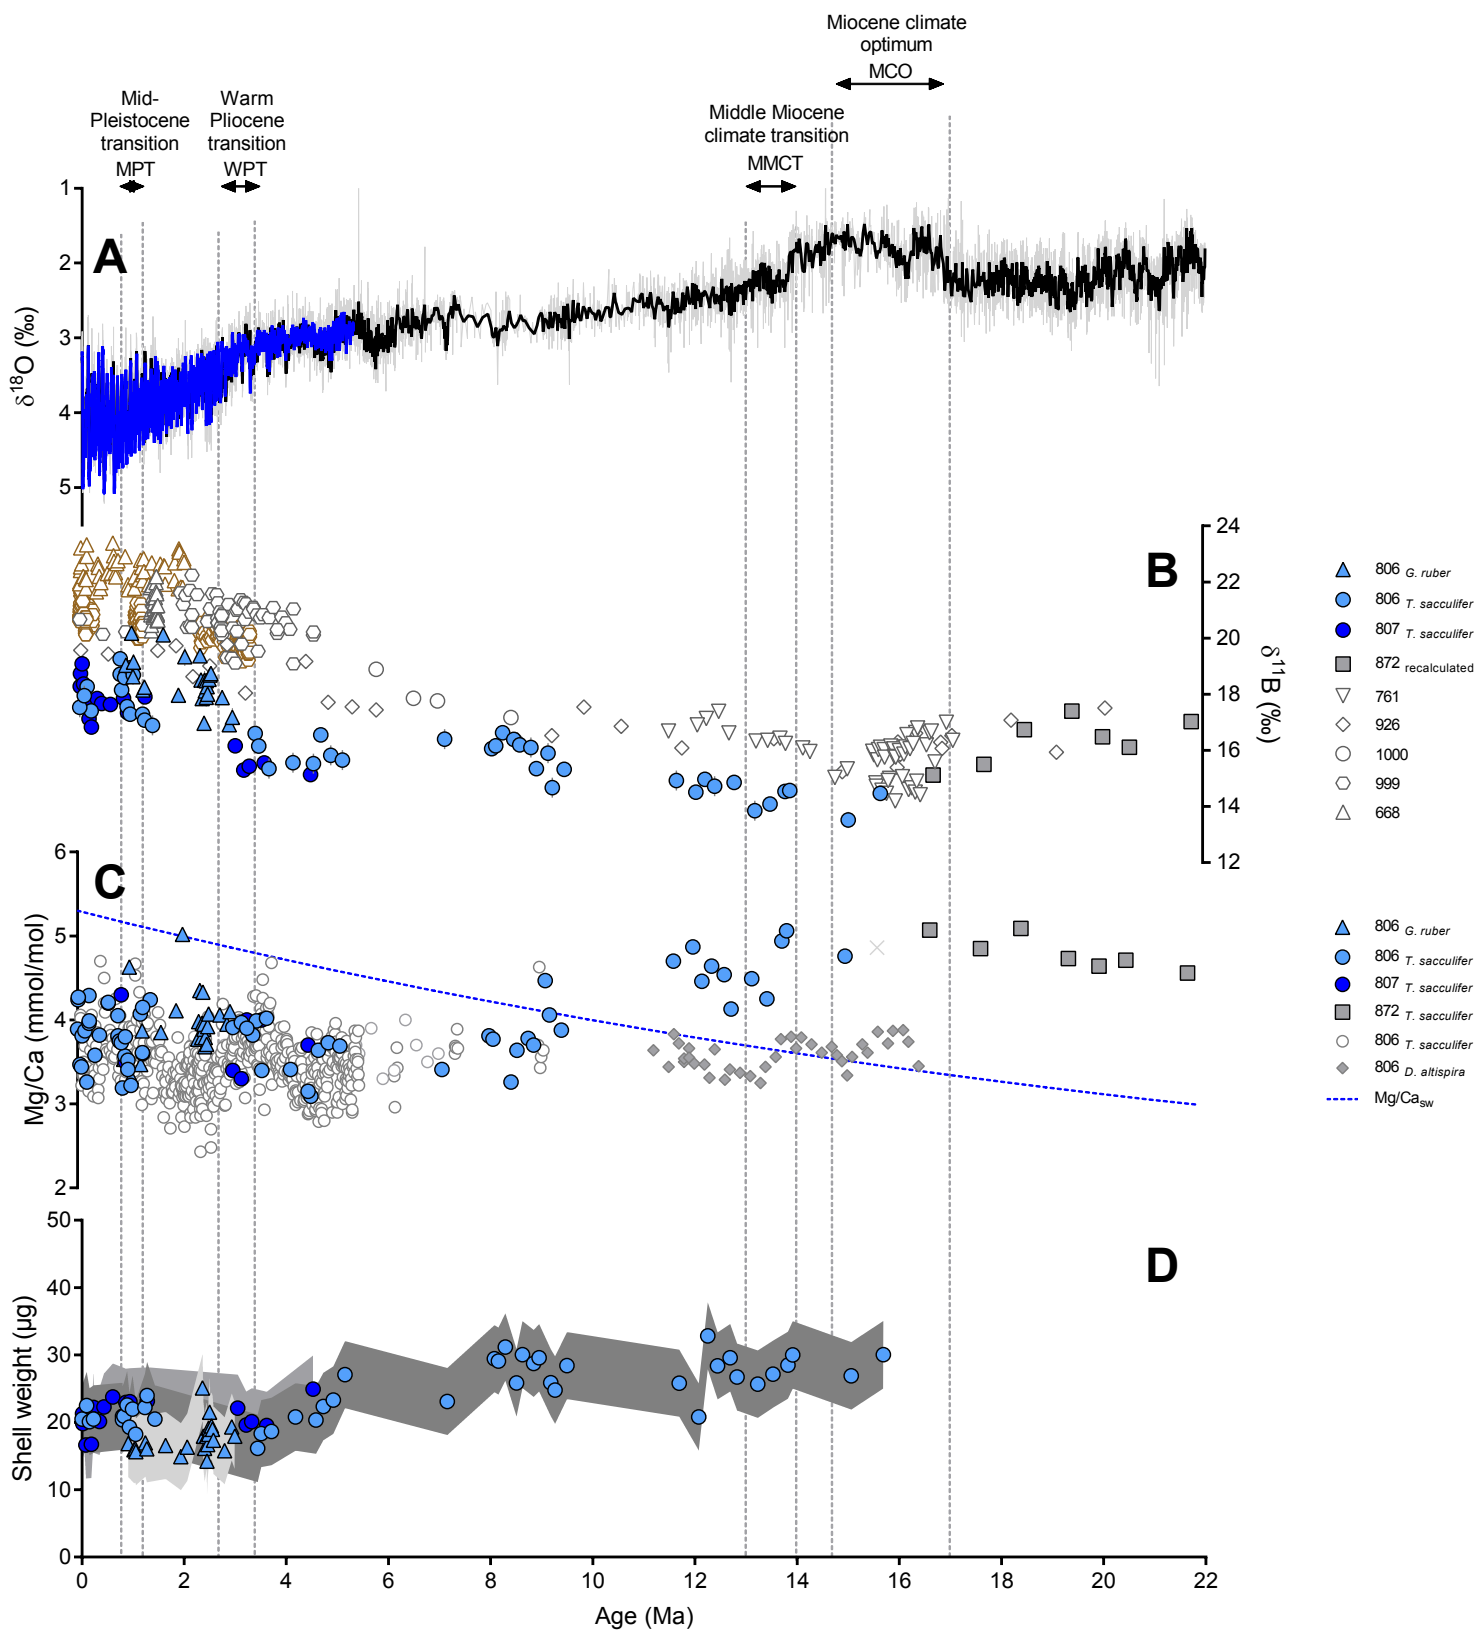 Miocene climate
optimum
MCO
Mid-
Pleistocene
transition
MPT
Warm
Pliocene
transition
WPT
Middle Miocene
climate transition
MMCT
A
1
2
3
4
5
δ18O (‰)
B
24
22
20
18
16
14
12
δ11B (‰)
806 G. ruber
806 T. sacculifer
807 T. sacculifer
872 recalculated
761
926
1000
999
668
C
6
5
4
3
2
Mg/Ca (mmol/mol)
806 G. ruber
806 T. sacculifer
807 T. sacculifer
872 T. sacculifer
806 T. sacculifer
806 D. altispira
Mg/Casw
D
50
40
30
20
10
0
Shell weight (µg)
0 2 4 6 8 10 12 14 16 18 20 22
Age (Ma)